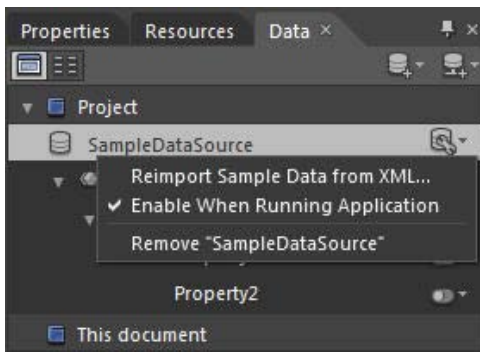 Properties Resources Data
Project
SampleDataSource
Reimport Sample Data from XML...
Enable When Running Application
Remove "SampleDataSource"
Property2
This document